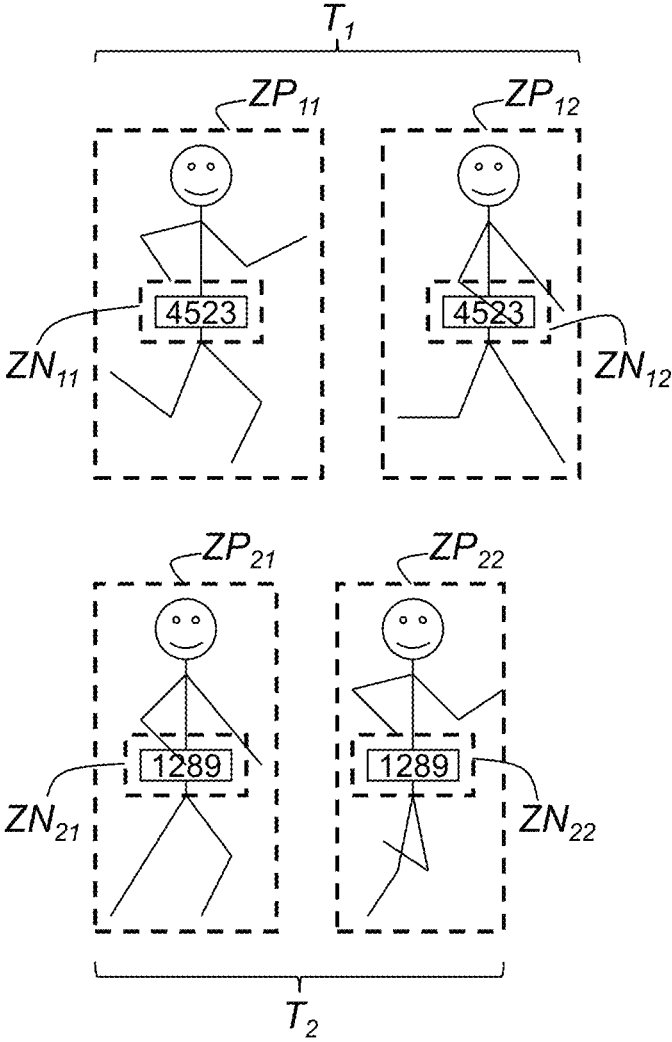 T₁
ZP₁₁ ZP₁₂
4523 4523
ZN₁₁ ZN₁₂
ZP₂₁ ZP₂₂
1289 1289
ZN₂₁ ZN₂₂
T₂